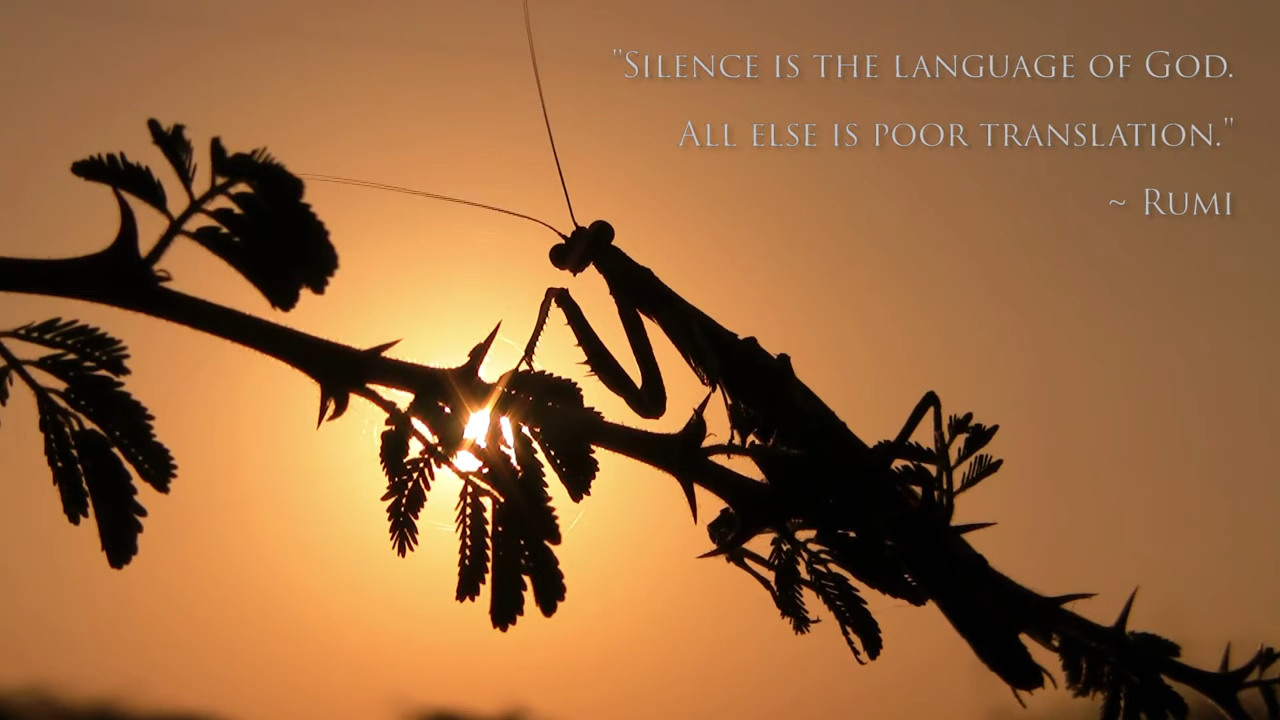 "Silence is the language of God.
All else is poor translation."
~ Rumi